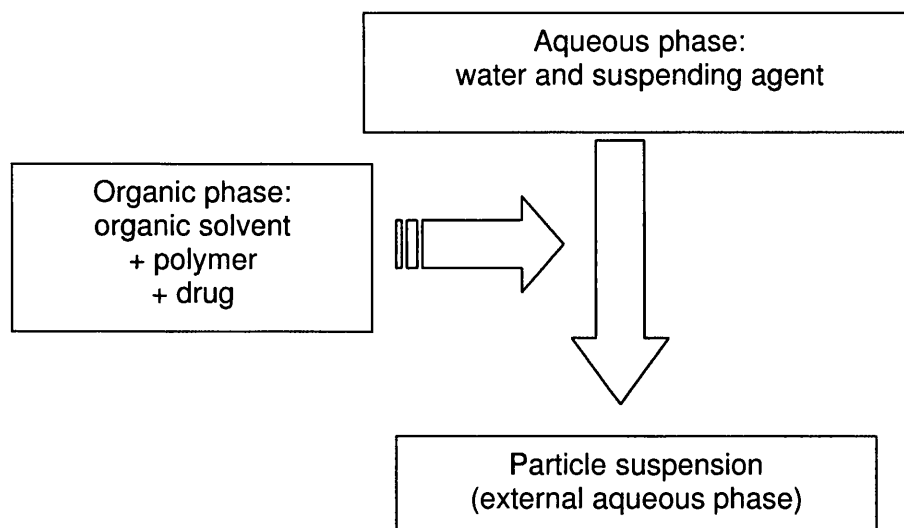 Aqueous phase:
water and suspending agent
Organic phase:
organic solvent
+ polymer
+ drug
Particle suspension
(external aqueous phase)